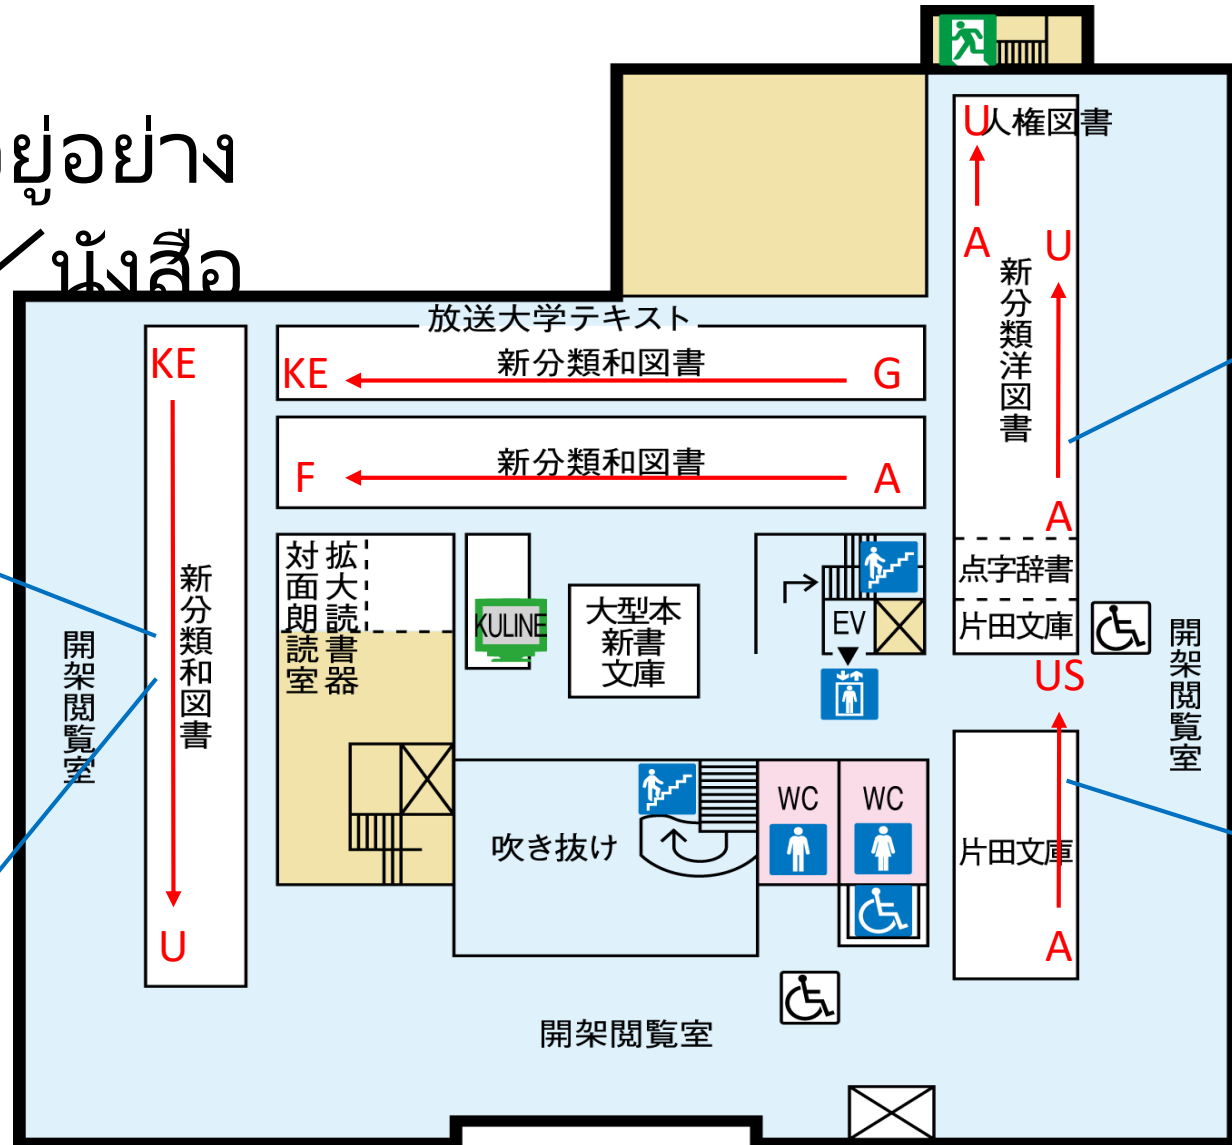 อยู่อย่าง
／นังสือ
U
人権図書
A
U
新分類洋図書
A
放送大学テキスト
新分類和図書
KE
G
新分類和図書
F
A
KE
新分類和図書
U
開架閲覧室
対面朗読室
拡大読書器
KULINE
大型本
新書
文庫
EV
点字辞書
片田文庫
US
片田文庫
A
開架閲覧室
吹き抜け
WC
WC
開架閲覧室